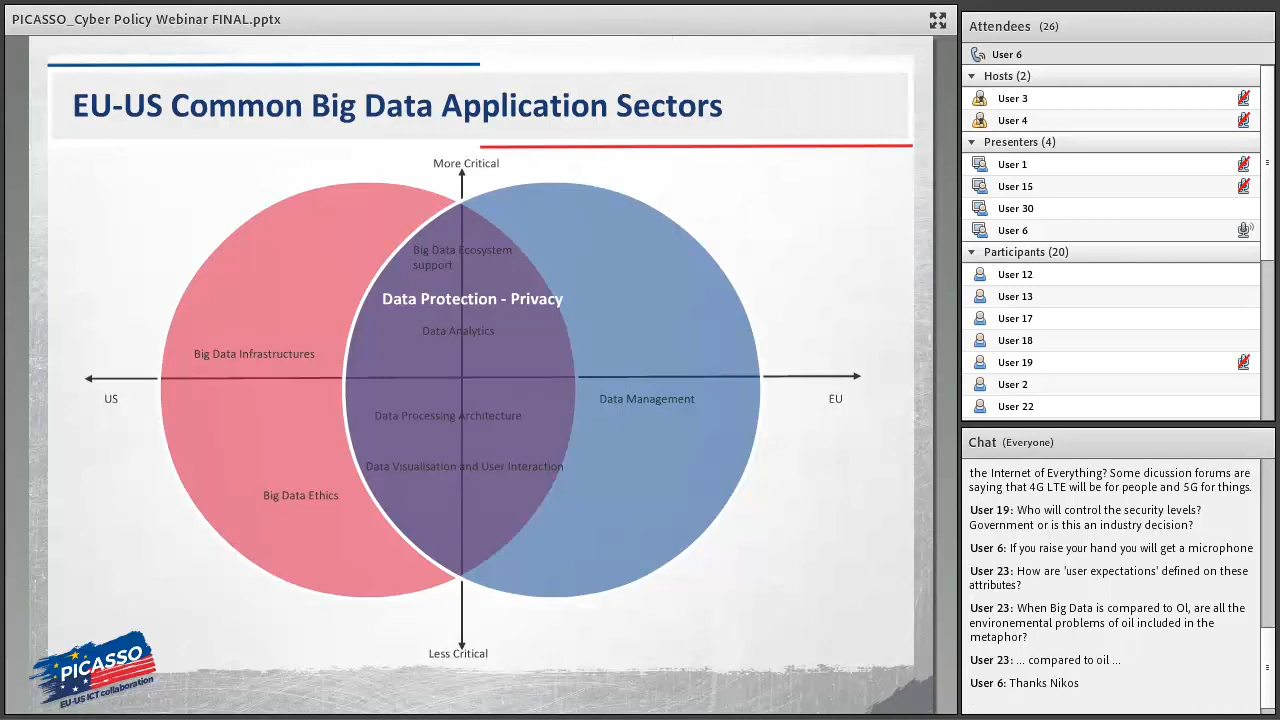 PICASSO_Cyber Policy Webinar FINAL.pptx
EU-US Common Big Data Application Sectors
More Critical
Big Data Ecosystem
support
Data Protection - Privacy
Data Analytics
Big Data Infrastructures
US
Data Management
EU
Data Processing Architecture
Data Visualisation and User Interaction
Big Data Ethics
Less Critical
PICASSO
EU-US ICT collaboration
Attendees (26)
User 6
Hosts (2)
User 3
User 4
Presenters (4)
User 1
User 15
User 30
User 6
Participants (20)
User 12
User 13
User 17
User 18
User 19
User 2
User 22
Chat (Everyone)
the Internet of Everything? Some dicussion forums are
saying that 4G LTE will be for people and 5G for things.
User 19: Who will control the security levels?
Government or is this an industry decision?
User 6: If you raise your hand you will get a microphone
User 23: How are 'user expectations' defined on these
attributes?
User 23: When Big Data is compared to Ol, are all the
environemental problems of oil included in the
metaphor?
User 23: ... compared to oil ...
User 6: Thanks Nikos